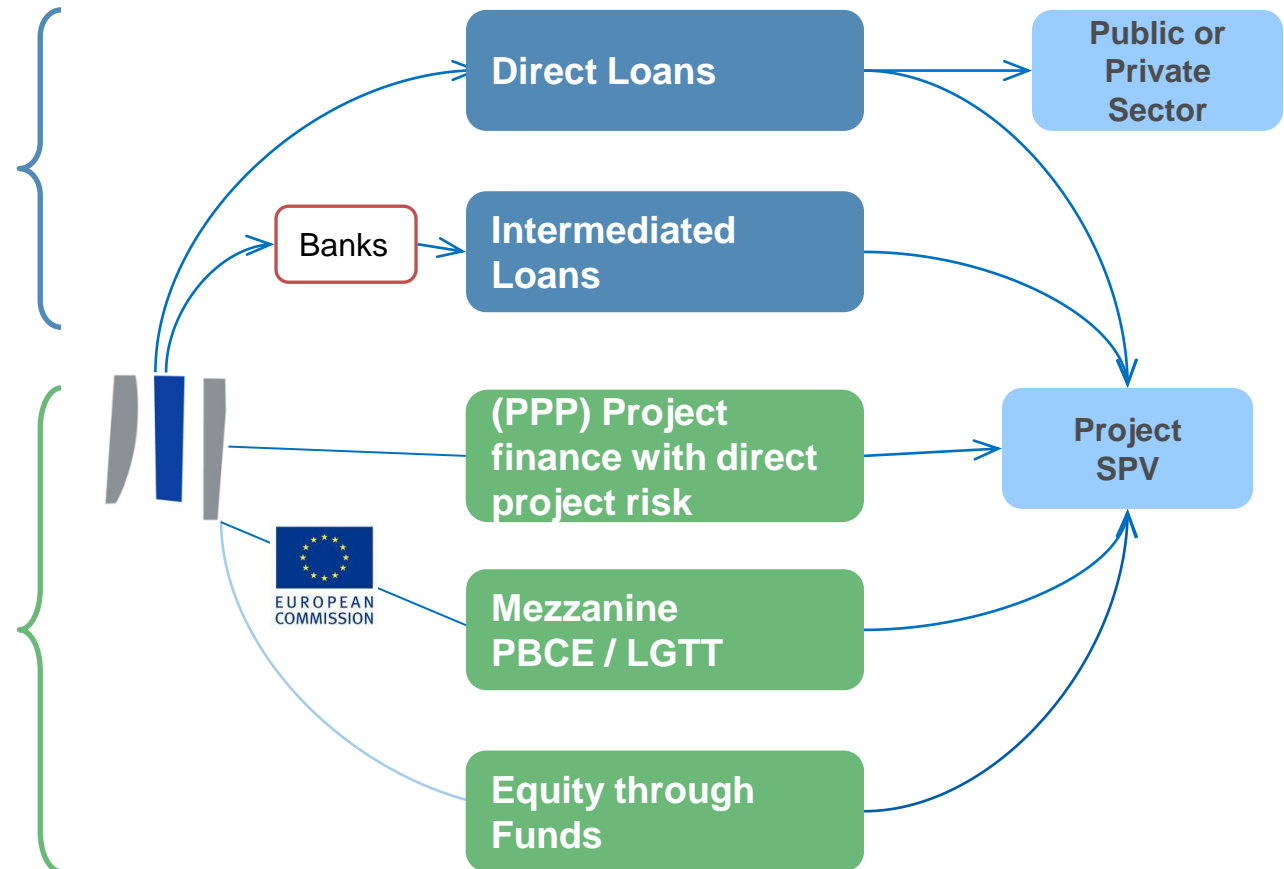 Direct Loans
Public or
Private
Sector
Banks
Intermediated
Loans
(PPP) Project
finance with direct
project risk
Project
SPV
EUROPEAN
COMMISSION
Mezzanine
PBCE / LGTT
Equity through
Funds